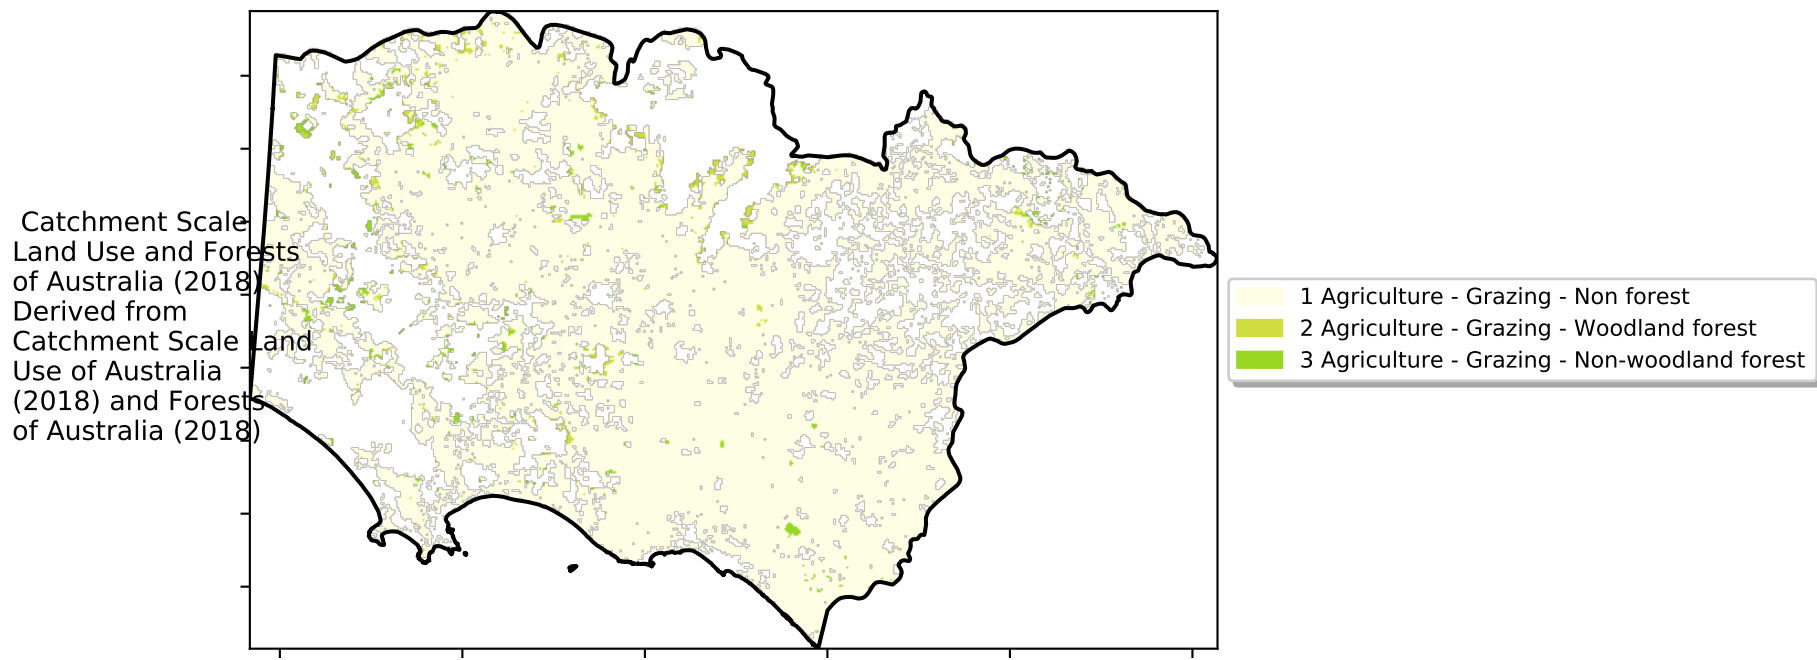 Catchment Scale
Land Use and Forests
of Australia (2018)
Derived from
Catchment Scale Land
Use of Australia
(2018) and Forests
of Australia (2018)
1 Agriculture - Grazing - Non forest
2 Agriculture - Grazing - Woodland forest
3 Agriculture - Grazing - Non-woodland forest